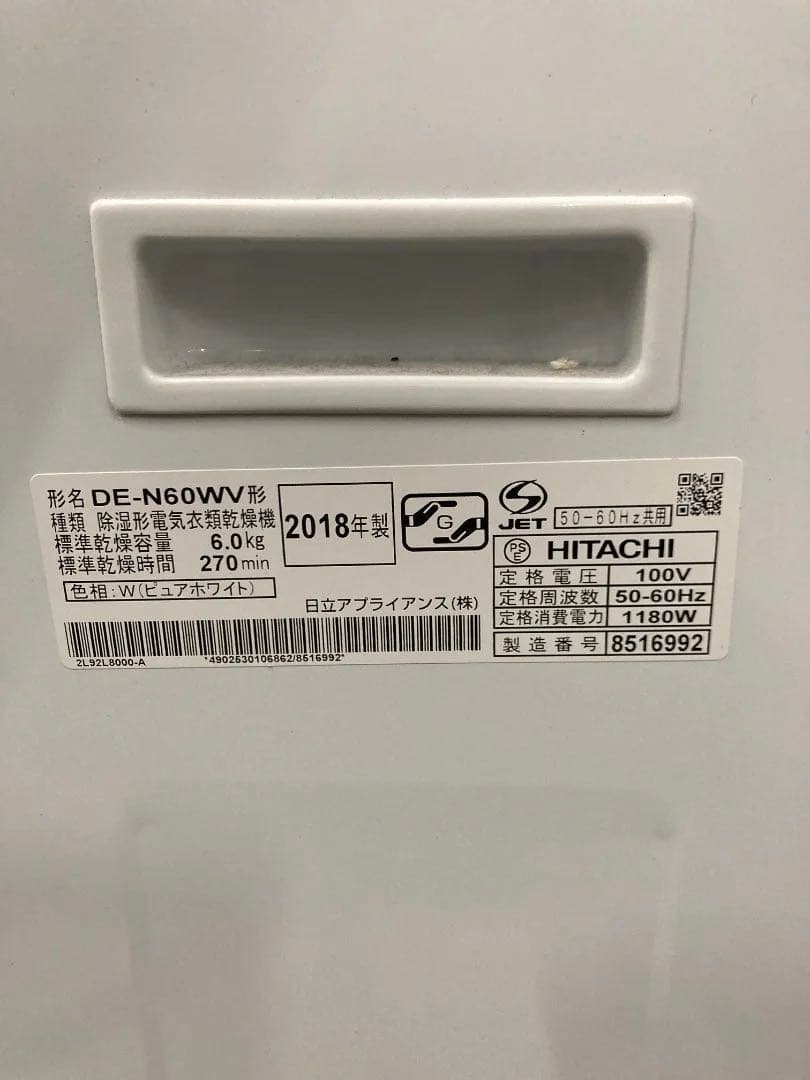 形名 DE-N60WV形
種類 除湿形電気衣類乾燥機
標準乾燥容量 6.0kg
標準乾燥時間 270min
色相:W(ピュアホワイト)
2018年製
G
日立アプライアンス(株)
2L92L8000-A
*4902530106862/8516992*
JET
50-60Hz共用
PSE HITACHI
定格電圧 100V
定格周波数 50-60Hz
定格消費電力 1180W
製造番号 8516992